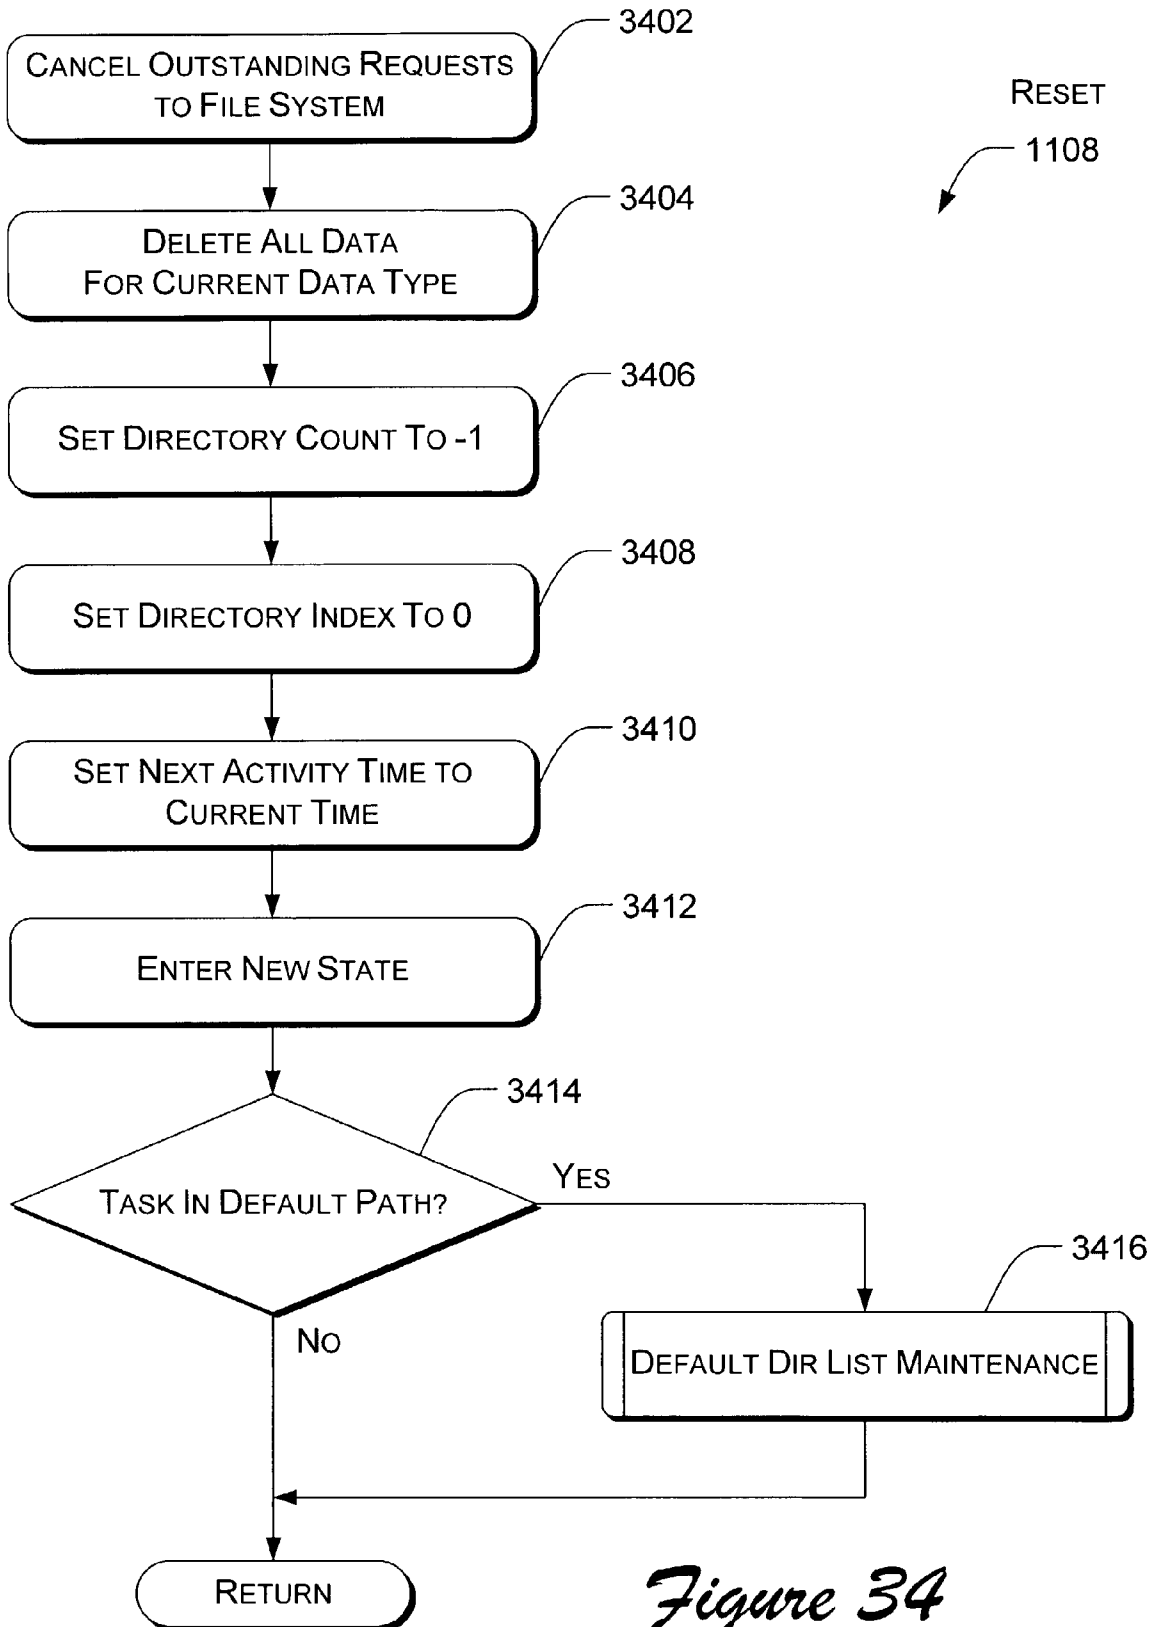 3402
CANCEL OUTSTANDING REQUESTS
TO FILE SYSTEM
RESET
1108
3404
DELETE ALL DATA
FOR CURRENT DATA TYPE
3406
SET DIRECTORY COUNT TO -1
3408
SET DIRECTORY INDEX TO 0
3410
SET NEXT ACTIVITY TIME TO
CURRENT TIME
3412
ENTER NEW STATE
3414
TASK IN DEFAULT PATH?
YES
3416
NO
DEFAULT DIR LIST MAINTENANCE
RETURN
Figure 34